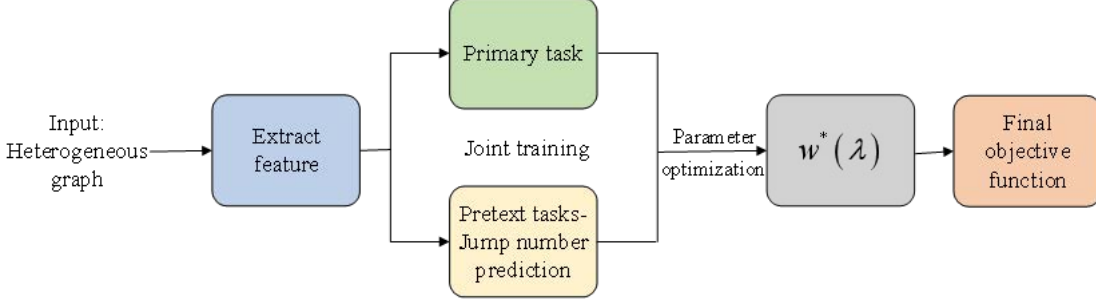 Input:
Heterogeneous
graph
Extract
feature
Primary task
Joint training
Pretext tasks-
Jump number
prediction
Parameter
optimization
w*(λ)
Final
objective
function